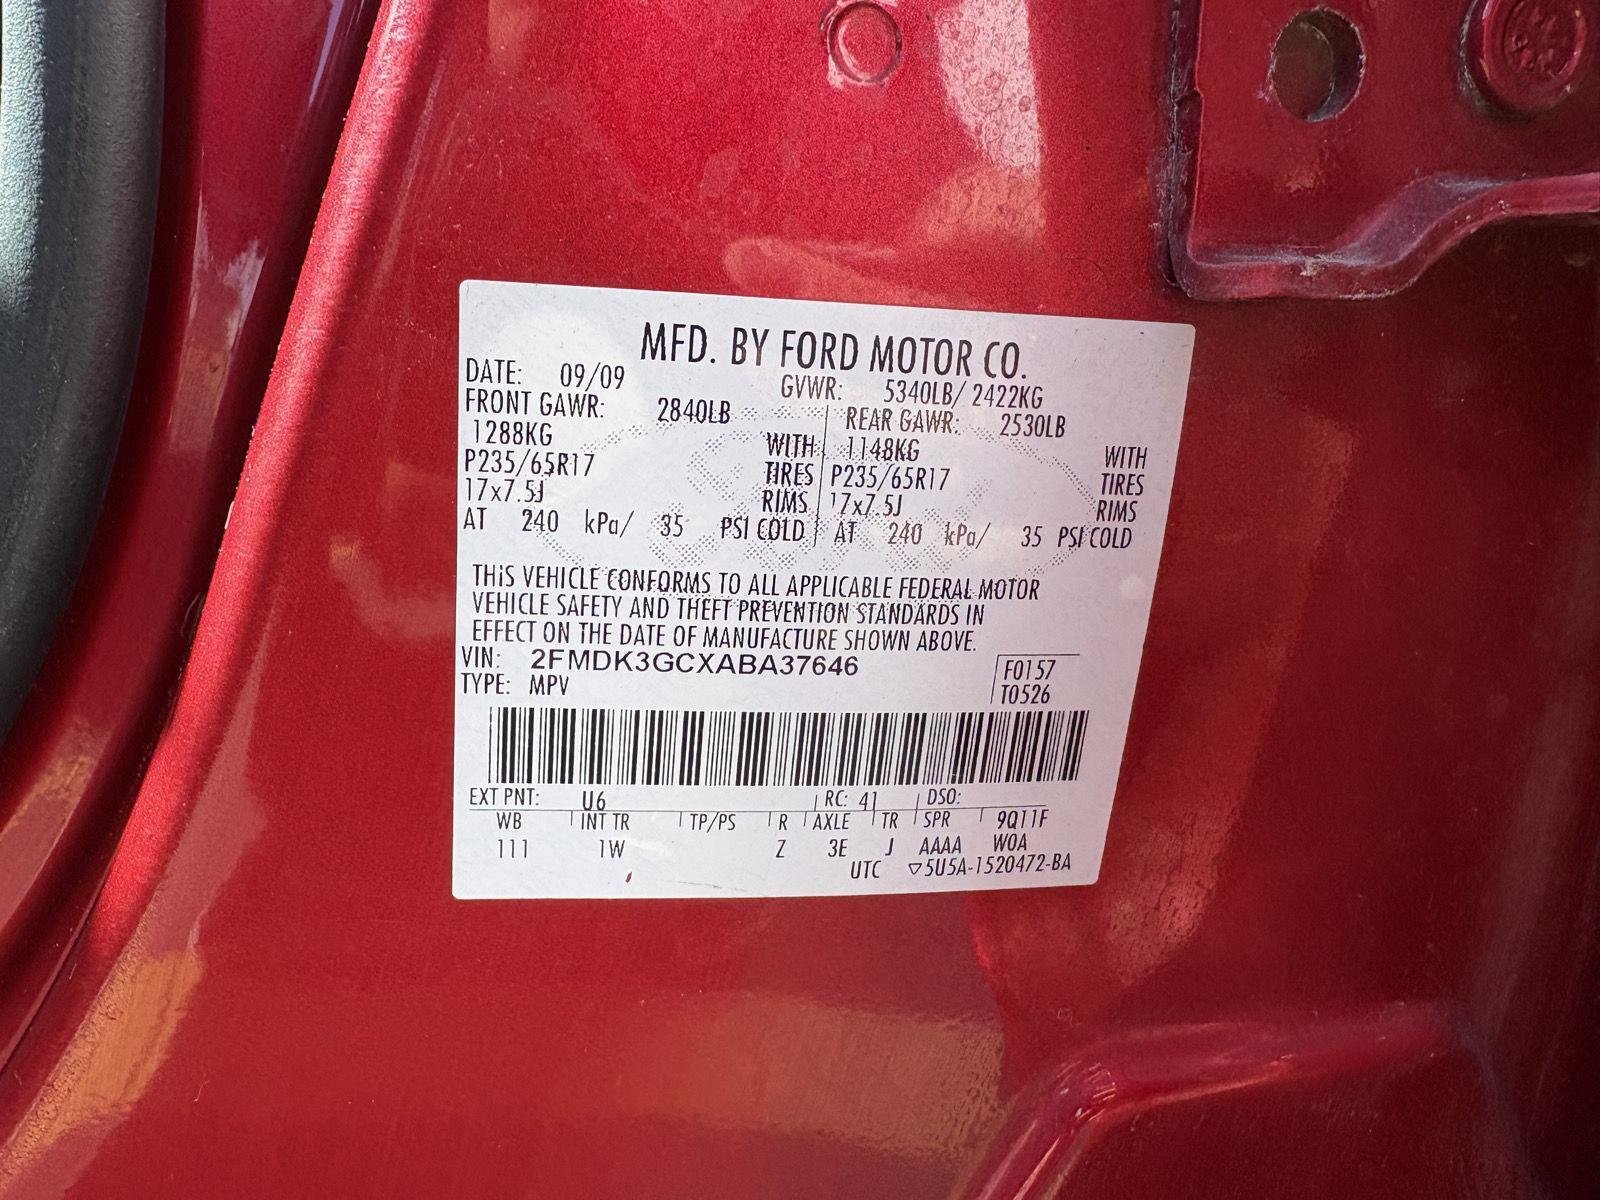 MFD. BY FORD MOTOR CO.
DATE: 09/09 GVWR: 5340LB/ 2422KG
FRONT GAWR: 2840LB REAR GAWR: 2530LB
1288KG WITH 1148KG WITH
P235/65R17 TIRES P235/65R17 TIRES
17x7.5J RIMS 17x7.5J RIMS
AT 240 kPa/ 35 PSI COLD AT 240 kPa/ 35 PSI COLD
THIS VEHICLE CONFORMS TO ALL APPLICABLE FEDERAL MOTOR
VEHICLE SAFETY AND THEFT PREVENTION STANDARDS IN
EFFECT ON THE DATE OF MANUFACTURE SHOWN ABOVE.
VIN: 2FMDK3GCXABA37646 F0157
TYPE: MPV T0526
EXT PNT: U6 RC: 41 DSO:
WB INT TR TP/PS R AXLE TR SPR 9Q11F
111 1W Z 3E J AAAA WOA
UTC ▽5U5A-1520472-BA